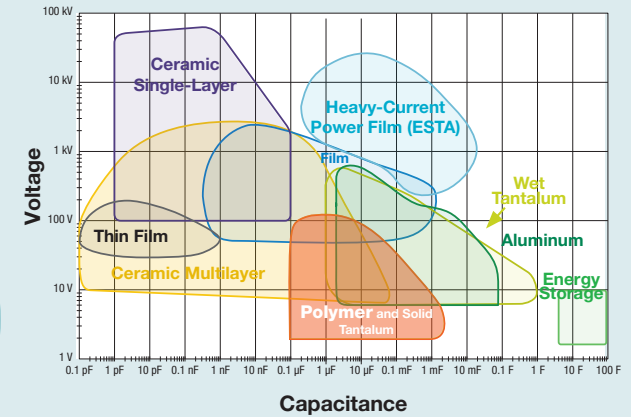 100 kV
10 kV
1 kV
100 V
10 V
1 V
Voltage
Ceramic
Single-Layer
Heavy-Current
Power Film (ESTA)
Film
Wet
Tantalum
Thin Film
Aluminum
Ceramic Multilayer
Energy
Storage
Polymer and Solid
Tantalum
0.1 pF 1 pF 10 pF 0.1 nF 1 nF 10 nF 0.1 µF 1 µF 10 µF 0.1 mF 1 mF 10 mF 0.1 F 1 F 10 F 100 F
Capacitance